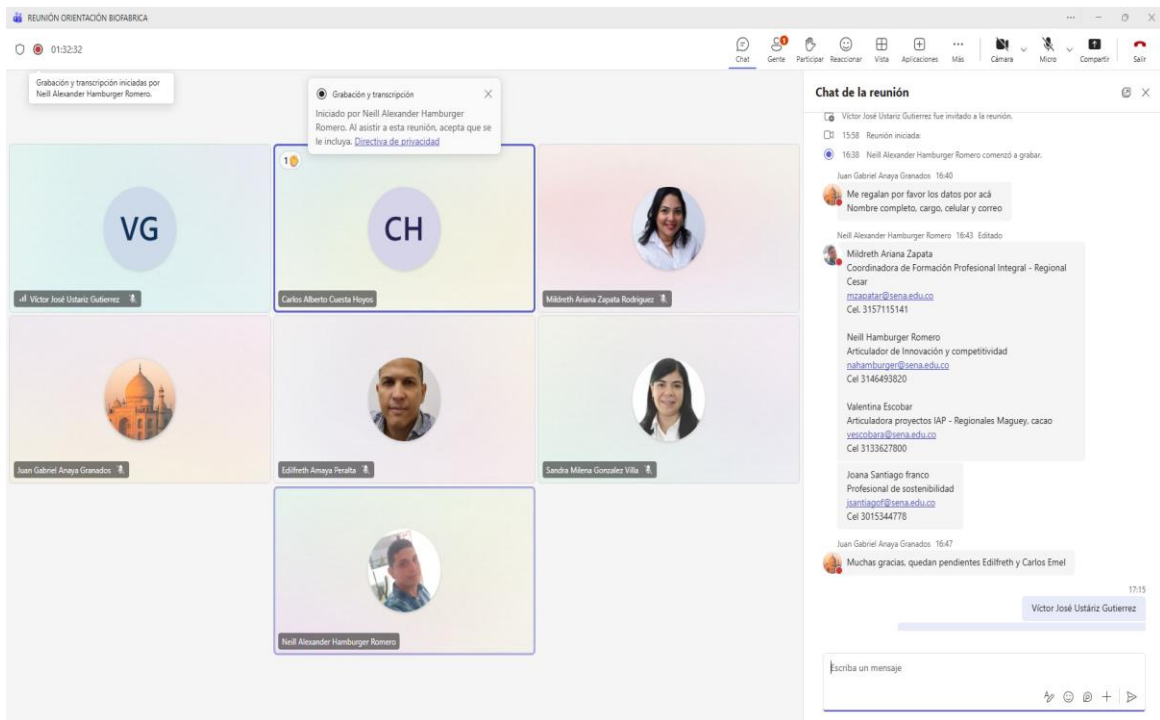 REUNIÓN ORIENTACIÓN BIOFABRICA
01:32:32
Chat
Gente
Participar
Reaccionar
Vista
Aplicaciones
Más
Cámara
Micro
Compartir
Salir
Grabación y transcripción iniciadas por
Neill Alexander Hamburger Romero.
Grabación y transcripción
Iniciado por Neill Alexander Hamburger
Romero. Al asistir a esta reunión, acepta que se
le incluya. Directiva de privacidad
VG
Víctor José Ustariz Gutierrez
1
CH
Carlos Alberto Cuesta Hoyos
Mildreth Ariana Zapata Rodriguez
Juan Gabriel Anaya Granados
Edilfreth Amaya Peralta
Sandra Milena Gonzalez Villa
Neill Alexander Hamburger Romero
Chat de la reunión
Víctor José Ustariz Gutierrez fue invitado a la reunión.
15:58 Reunión iniciada:
16:38 Neill Alexander Hamburger Romero comenzó a grabar.
Juan Gabriel Anaya Granados 16:40
Me regalan por favor los datos por acá
Nombre completo, cargo, celular y correo
Neill Alexander Hamburger Romero 16:43 Editado
Mildreth Ariana Zapata
Coordinadora de Formación Profesional Integral - Regional
Cesar
mzapatar@sena.edu.co
Cel. 3157115141
Neill Hamburger Romero
Articulador de Innovación y competitividad
nahamburger@sena.edu.co
Cel 3146493820
Valentina Escobar
Articuladora proyectos IAP - Regionales Maguey, cacao
vescobara@sena.edu.co
Cel 3133627800
Joana Santiago franco
Profesional de sostenibilidad
jsantiagof@sena.edu.co
Cel 3015344778
Juan Gabriel Anaya Granados 16:47
Muchas gracias, quedan pendientes Edilfreth y Carlos Emel
17:15
Víctor José Ustáriz Gutierrez
Escriba un mensaje